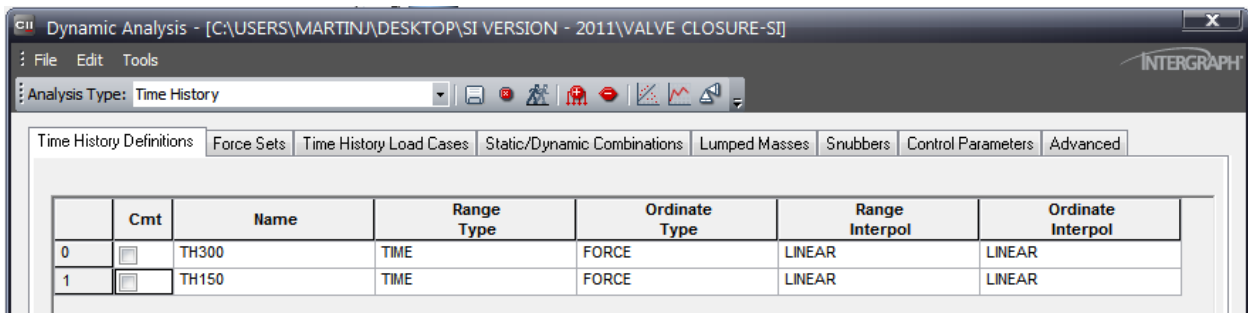 CII Dynamic Analysis - [C:\USERS\MARTINJ\DESKTOP\SI VERSION - 2011\VALVE CLOSURE-SI] x
File Edit Tools INTERGRAPH
Analysis Type: Time History
Time History Definitions Force Sets Time History Load Cases Static/Dynamic Combinations Lumped Masses Snubbers Control Parameters Advanced
Cmt Name Range Type Ordinate Type Range Interpol Ordinate Interpol
0 TH300 TIME FORCE LINEAR LINEAR
1 TH150 TIME FORCE LINEAR LINEAR